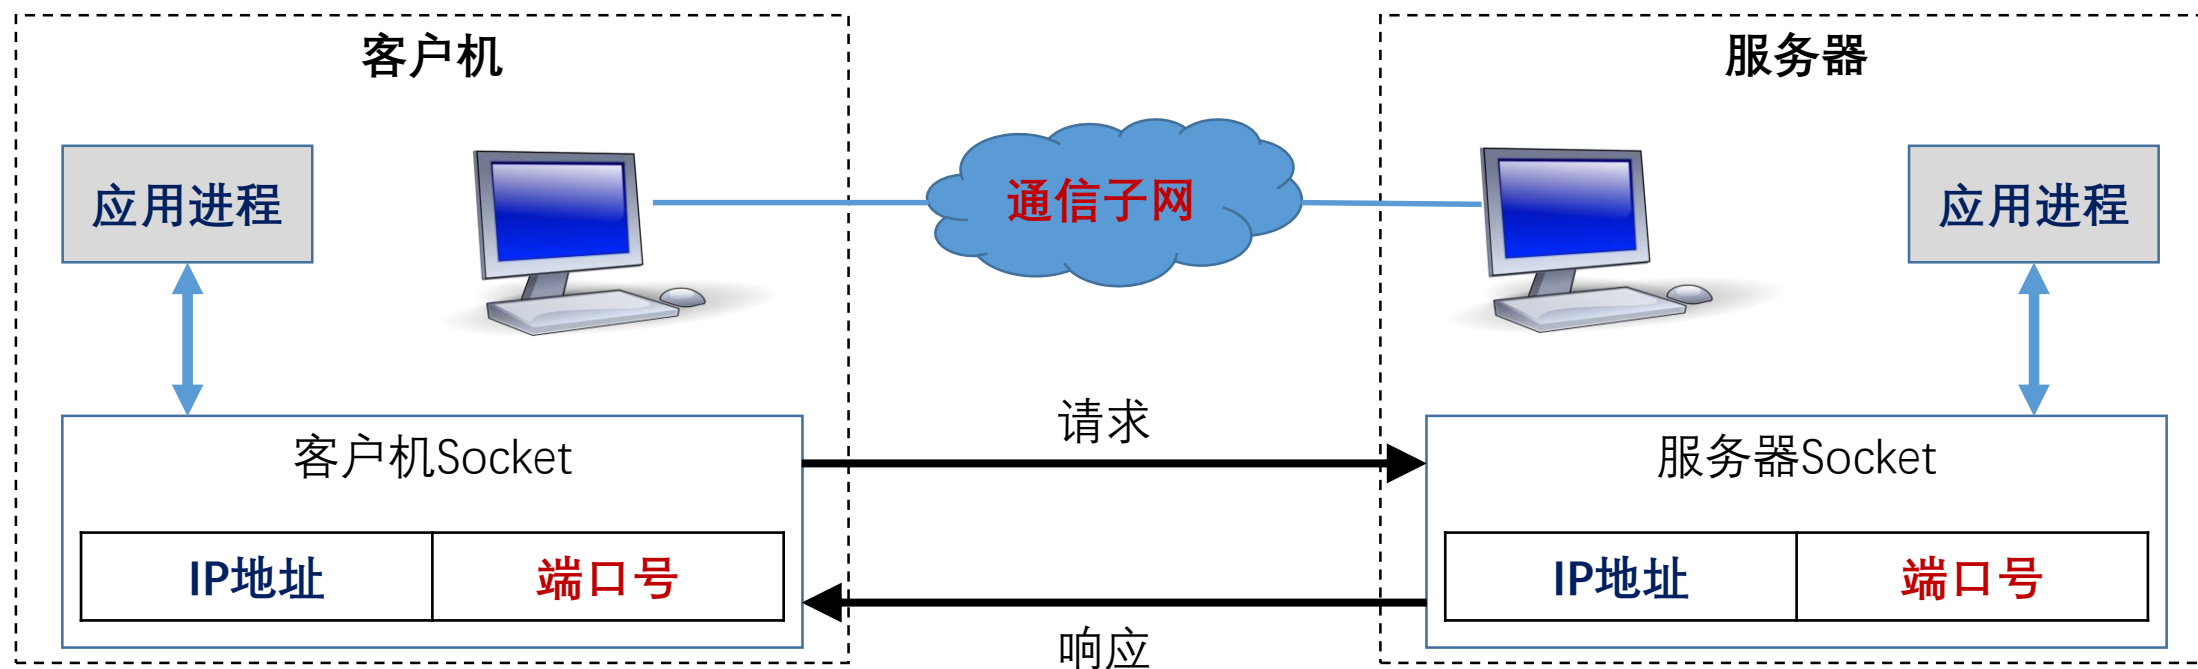 客户机
服务器
应用进程
通信子网
应用进程
请求
客户机Socket
服务器Socket
IP地址
端口号
IP地址
端口号
响应